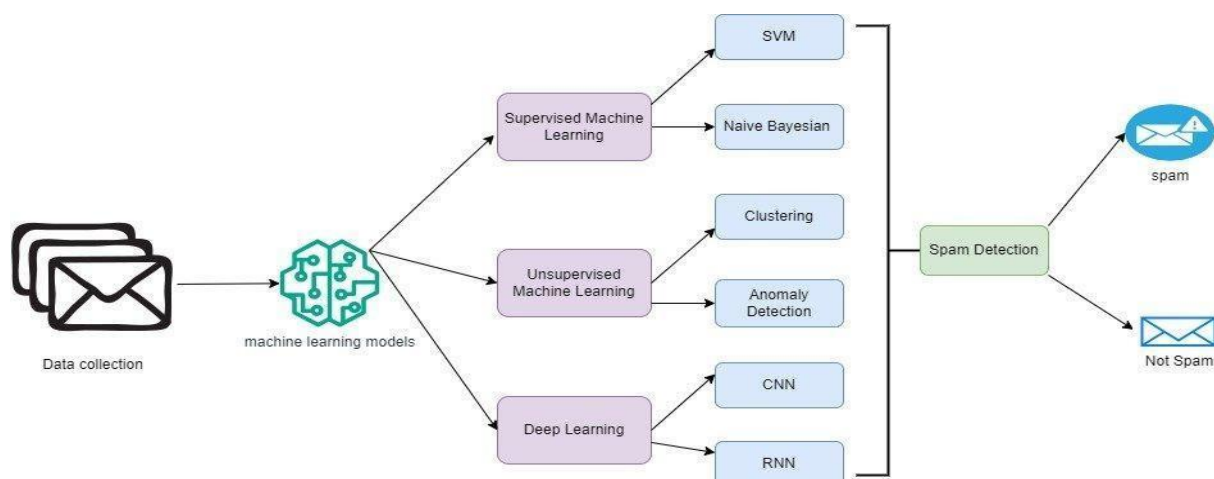 Data collection
machine learning models
Supervised Machine
Learning
Unsupervised
Machine Learning
Deep Learning
SVM
Naive Bayesian
Clustering
Anomaly
Detection
CNN
RNN
Spam Detection
spam
Not Spam